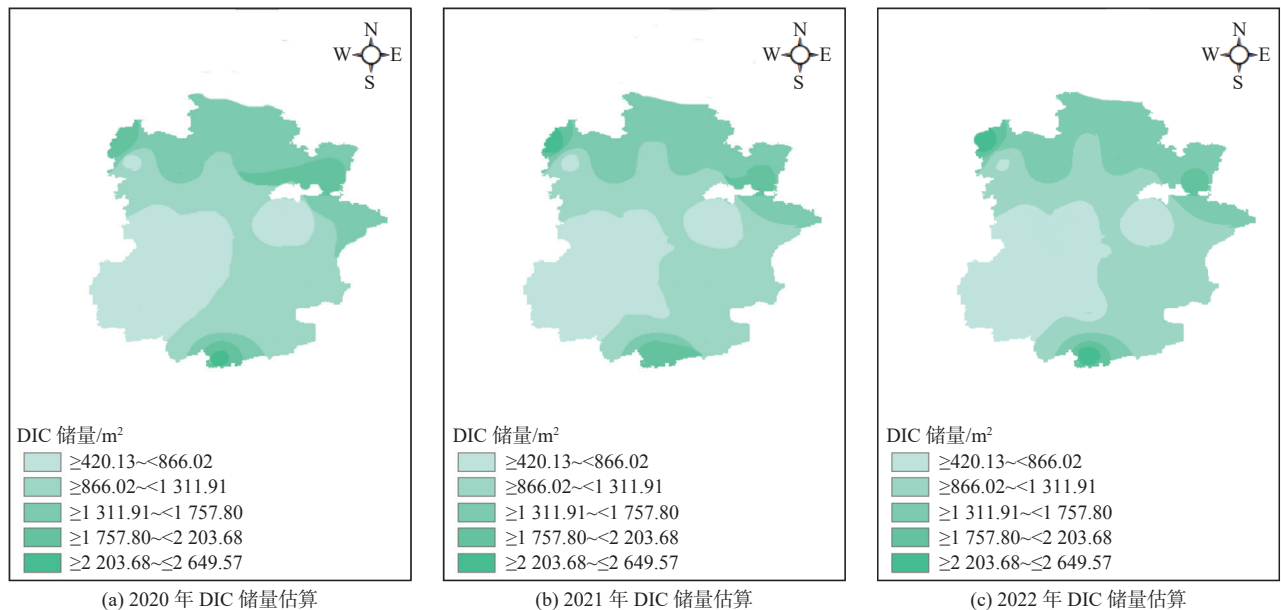 N
W E
S
DIC 储量/m²
≥420.13~<866.02
≥866.02~<1 311.91
≥1 311.91~<1 757.80
≥1 757.80~<2 203.68
≥2 203.68~≤2 649.57
(a) 2020 年 DIC 储量估算
N
W E
S
DIC 储量/m²
≥420.13~<866.02
≥866.02~<1 311.91
≥1 311.91~<1 757.80
≥1 757.80~<2 203.68
≥2 203.68~≤2 649.57
(b) 2021 年 DIC 储量估算
N
W E
S
DIC 储量/m²
≥420.13~<866.02
≥866.02~<1 311.91
≥1 311.91~<1 757.80
≥1 757.80~<2 203.68
≥2 203.68~≤2 649.57
(c) 2022 年 DIC 储量估算